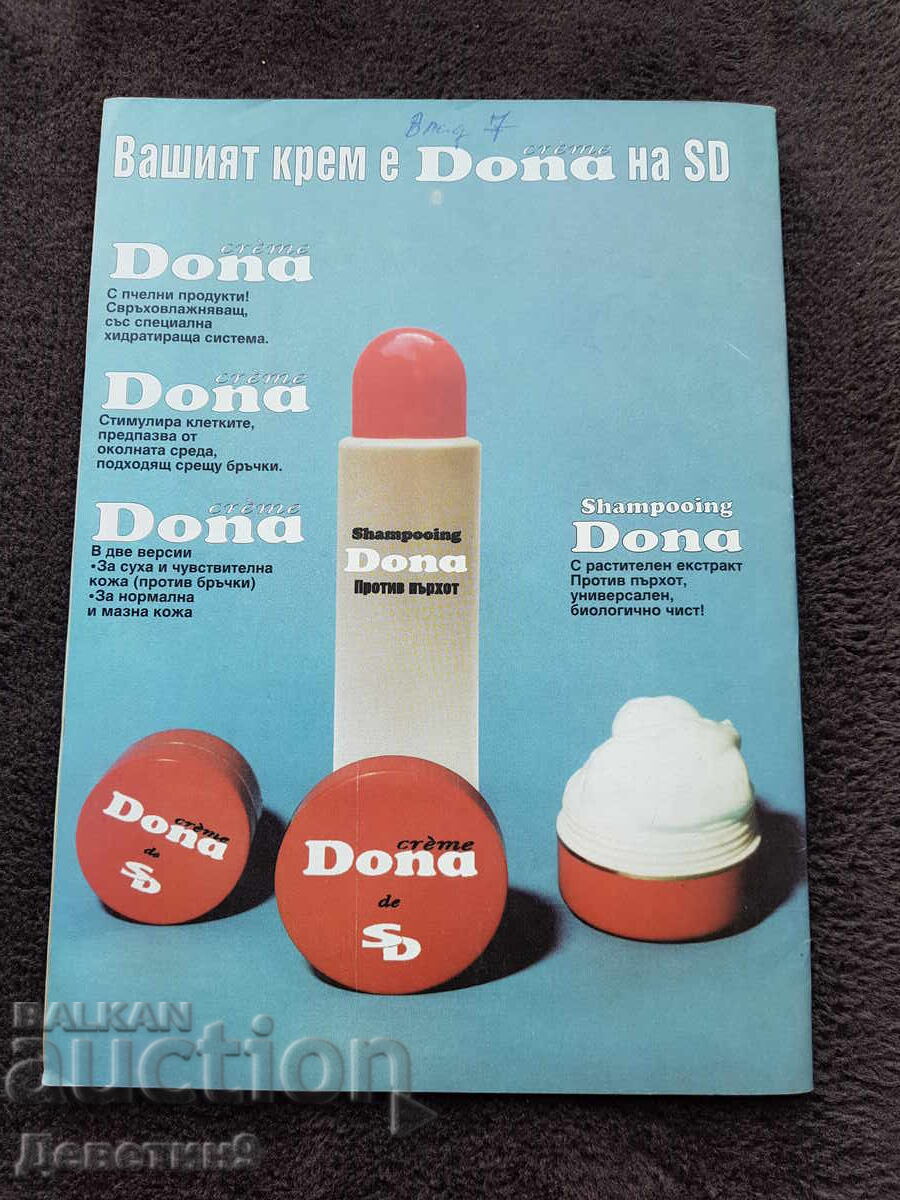 Влад 7
Вашият крем е Dona crème на SD
crème
Dona
С пчелни продукти!
Свръховлажняващ,
със специална
хидратираща система.
crème
Dona
Стимулира клетките,
предпазва от
околната среда,
подходящ срещу бръчки.
crème
Dona
В две версии
•За суха и чувствителна
кожа (против бръчки)
•За нормална
и мазна кожа
Shampooing
Dona
Против пърхот
Shampooing
Dona
С растителен екстракт
Против пърхот,
универсален,
биологично чист!
crème
Dona
de
SD
crème
Dona
de
SD
BALKAN
auction
Деветин9